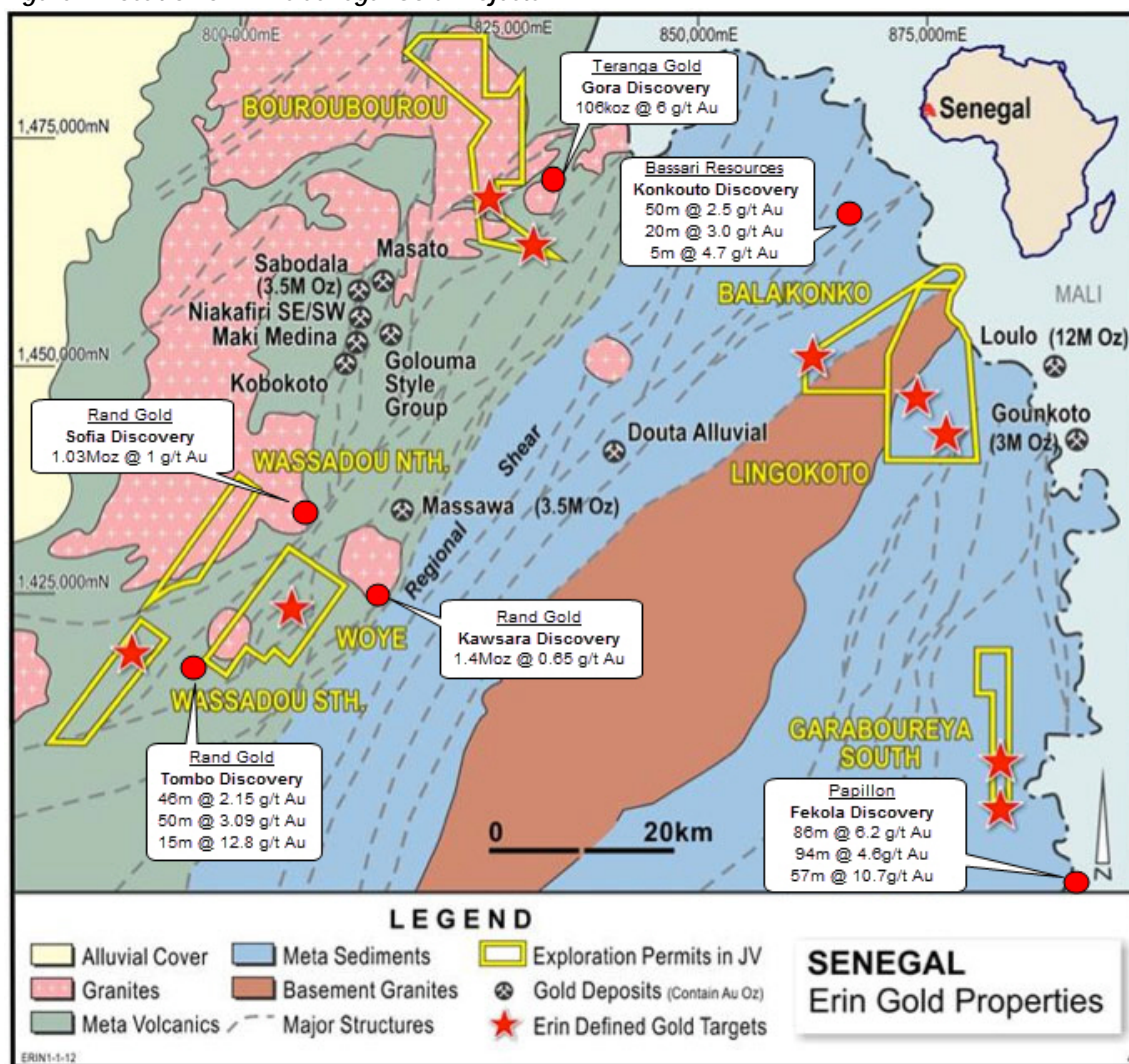 800,000mE
825,000mE
850,000mE
875,000mE
1,475,000mN
1,450,000mN
1,425,000mN
Senegal
BOUROUBOUROU
Teranga Gold
Gora Discovery
106koz @ 6 g/t Au
Bassari Resources
Konkouto Discovery
50m @ 2.5 g/t Au
20m @ 3.0 g/t Au
5m @ 4.7 g/t Au
Masato
Sabodala
(3.5M Oz)
Niakafiri SE/SW
Maki Medina
Kobokoto
Golouma
Style
Group
BALAKONKO
MALI
Loulo (12M Oz)
Gounkoto
(3M Oz)
LINGOKOTO
Douta Alluvial
Rand Gold
Sofia Discovery
1.03Moz @ 1 g/t Au
WASSADOU NTH.
Massawa (3.5M Oz)
Regional Shear
Rand Gold
Kawsara Discovery
1.4Moz @ 0.65 g/t Au
WOYE
WASSADOU STH.
Rand Gold
Tombo Discovery
46m @ 2.15 g/t Au
50m @ 3.09 g/t Au
15m @ 12.8 g/t Au
GARABOUREYA
SOUTH
Papillon
Fekola Discovery
86m @ 6.2 g/t Au
94m @ 4.6g/t Au
57m @ 10.7g/t Au
0 20km
N
LEGEND
Alluvial Cover
Meta Sediments
Exploration Permits in JV
Granites
Basement Granites
Gold Deposits (Contain Au Oz)
Meta Volcanics
Major Structures
Erin Defined Gold Targets
SENEGAL
Erin Gold Properties
ERIN1-1-12